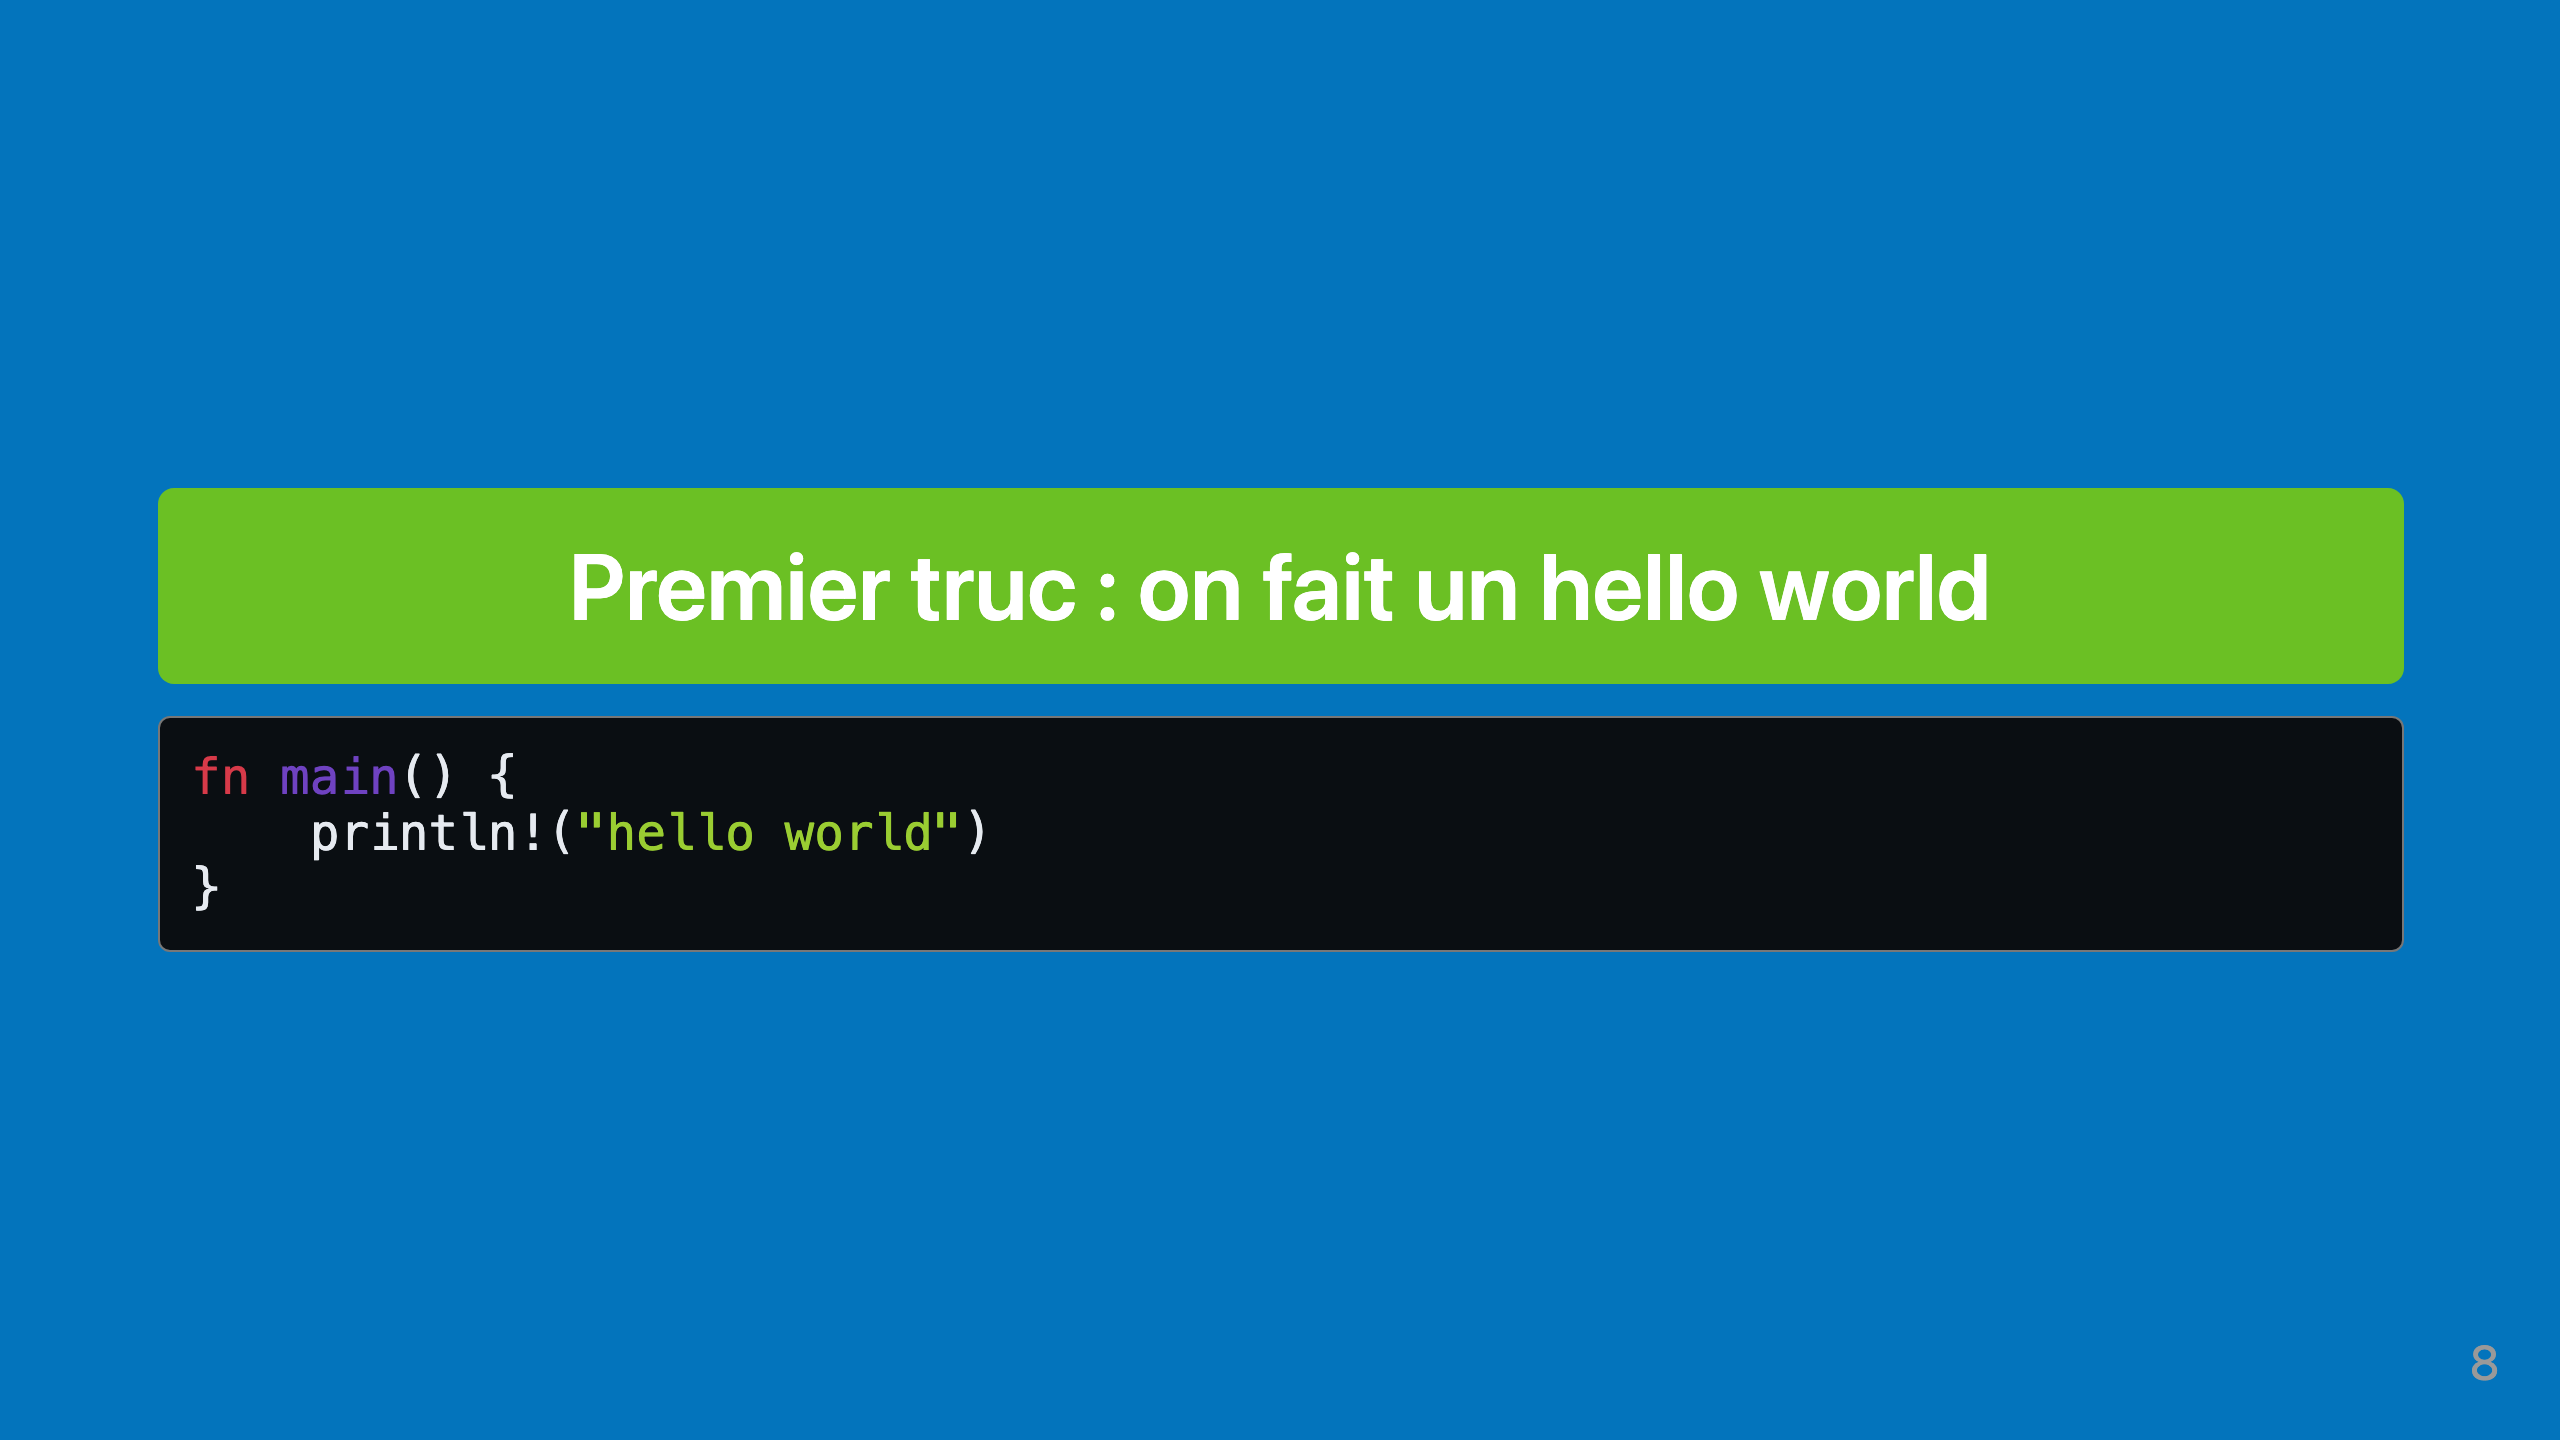 Premier truc : on fait un hello world
fn main() {
    println!("hello world")
}
8